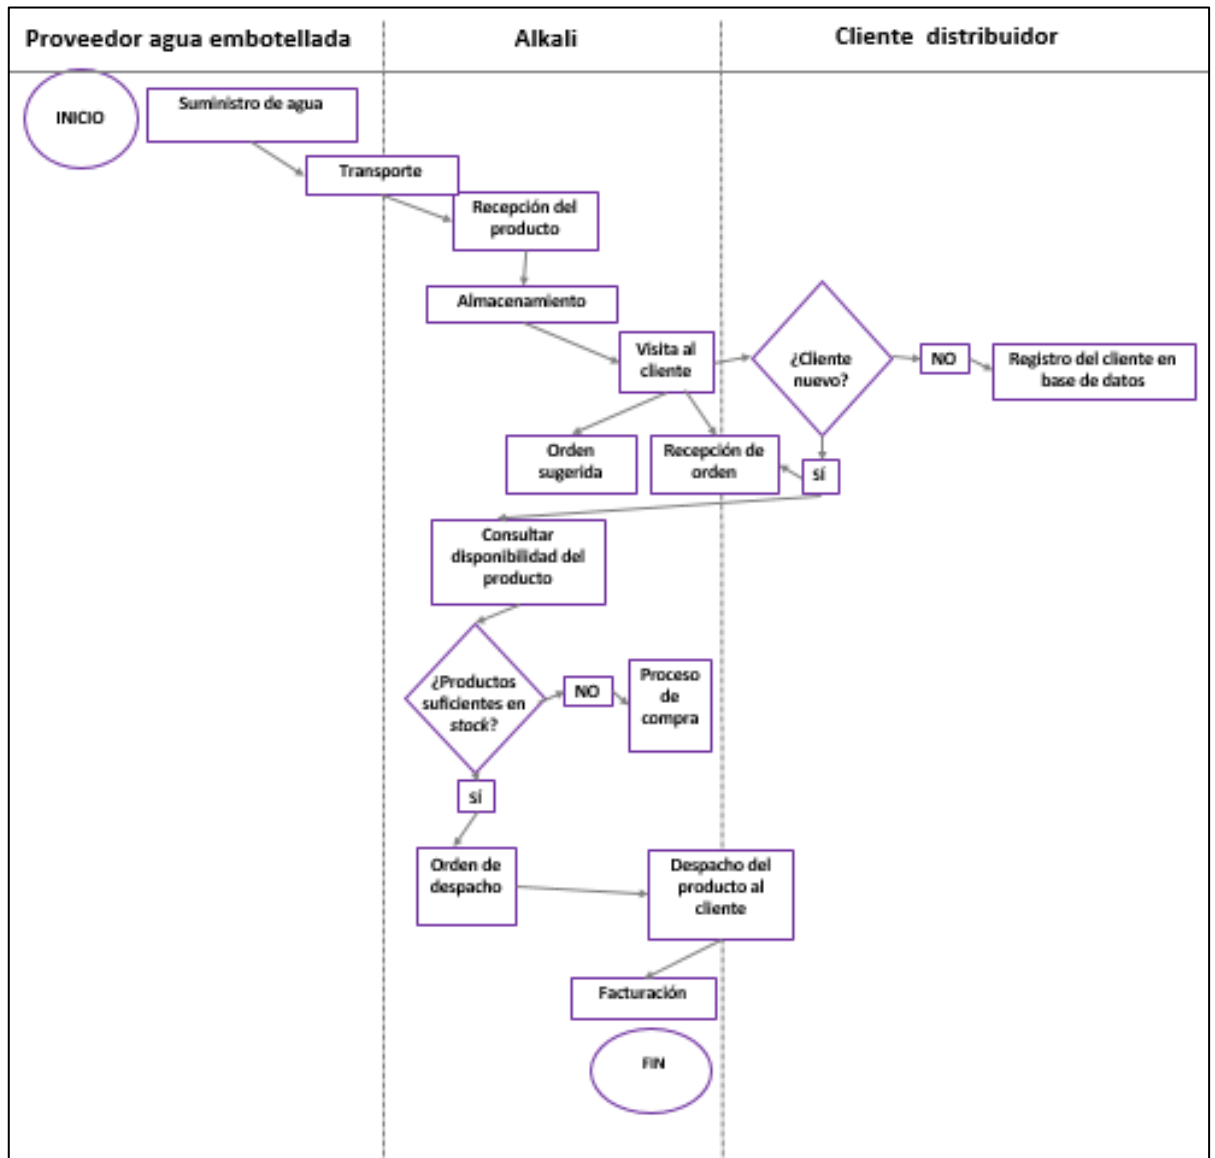 Proveedor agua embotellada
Alkali
Cliente distribuidor
INICIO
Suministro de agua
Transporte
Recepción del
producto
Almacenamiento
Visita al
cliente
¿Cliente
nuevo?
NO
Registro del cliente en
base de datos
Orden
sugerida
Recepción de
orden
SÍ
Consultar
disponibilidad del
producto
¿Productos
suficientes en
stock?
NO
Proceso
de
compra
SÍ
Orden de
despacho
Despacho del
producto al
cliente
Facturación
FIN